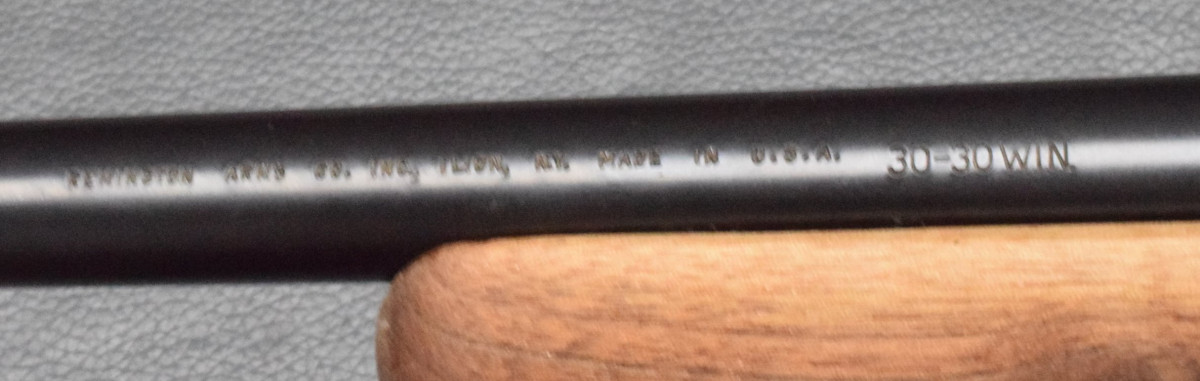 REMINGTON ARMS CO. INC., ILION, NY. MADE IN U.S.A. 30-30 WIN.